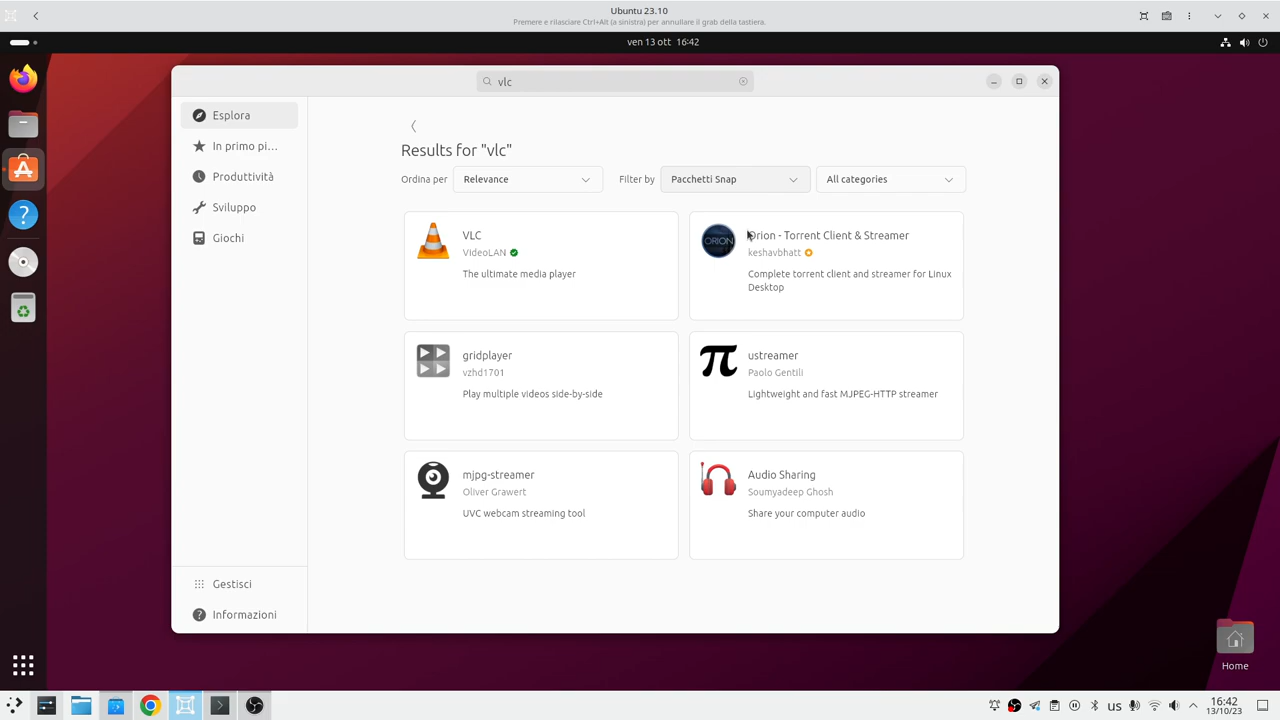 Ubuntu 23.10
Premere e rilasciare Ctrl+Alt (a sinistra) per annullare il grab della tastiera.
ven 13 ott 16:42
vlc
Esplora
In primo pi...
Produttività
Sviluppo
Giochi
Gestisci
Informazioni
Results for "vlc"
Ordina per
Relevance
Filter by
Pacchetti Snap
All categories
VLC
VideoLAN
The ultimate media player
Orion - Torrent Client & Streamer
keshavbhatt
Complete torrent client and streamer for Linux
Desktop
gridplayer
vzhd1701
Play multiple videos side-by-side
ustreamer
Paolo Gentili
Lightweight and fast MJPEG-HTTP streamer
mjpg-streamer
Oliver Grawert
UVC webcam streaming tool
Audio Sharing
Soumyadeep Ghosh
Share your computer audio
ORION
Home
us
16:42
13/10/23